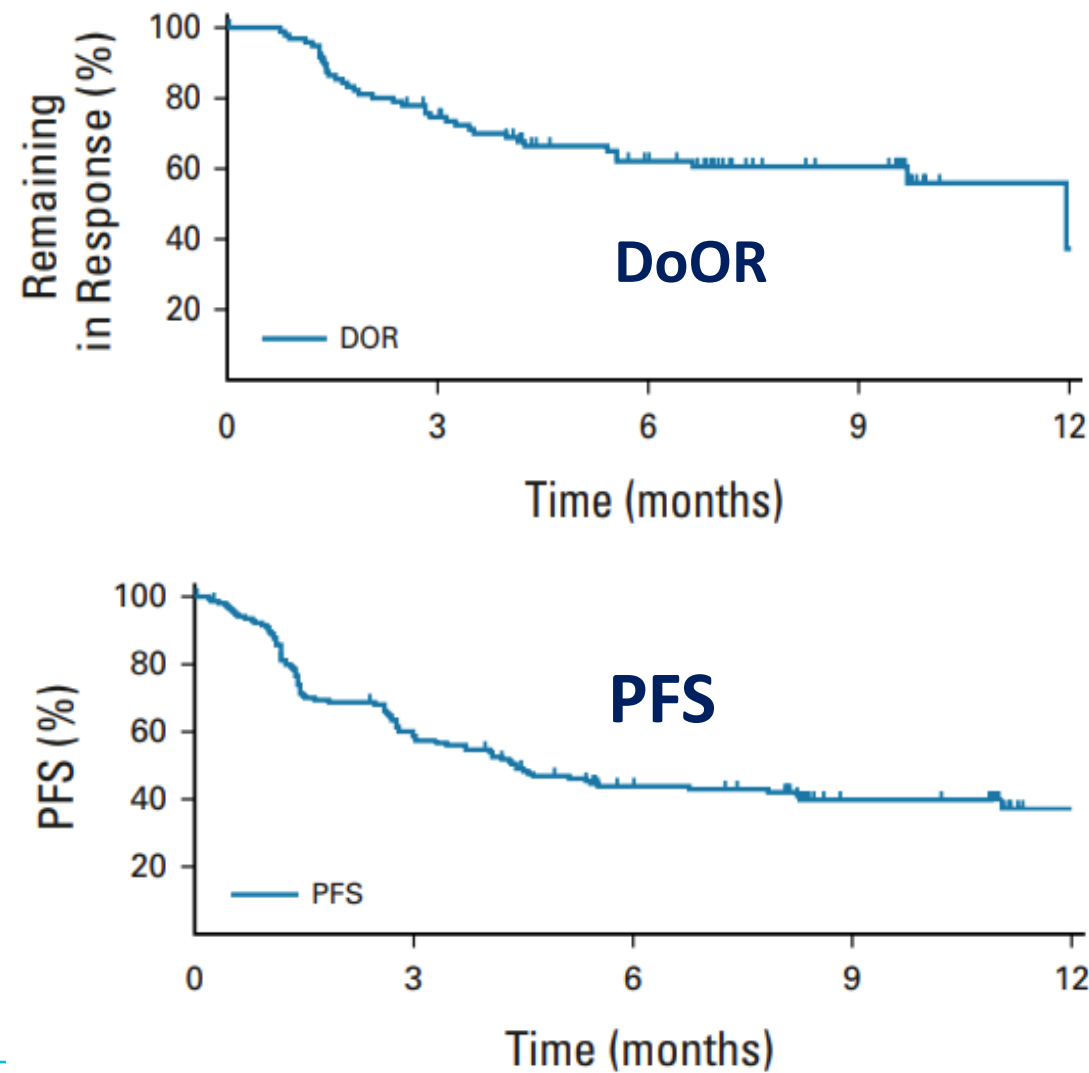 Remaining
in Response (%)
100
80
60
40
20
DoOR
DOR
0 3 6 9 12
Time (months)
PFS (%)
100
80
60
40
20
PFS
PFS
0 3 6 9 12
Time (months)